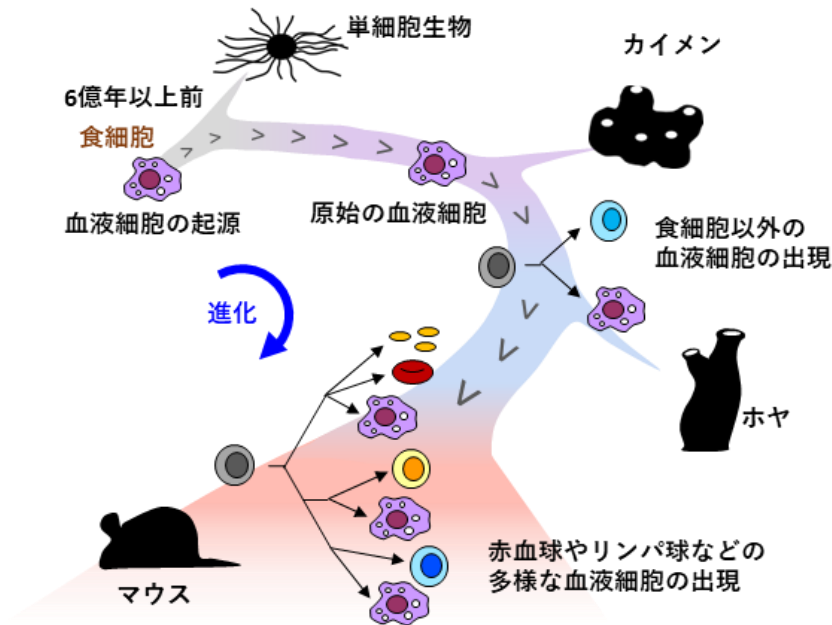 単細胞生物
カイメン
6億年以上前
食細胞
血液細胞の起源
原始の血液細胞
食細胞以外の
血液細胞の出現
進化
ホヤ
マウス
赤血球やリンパ球などの
多様な血液細胞の出現